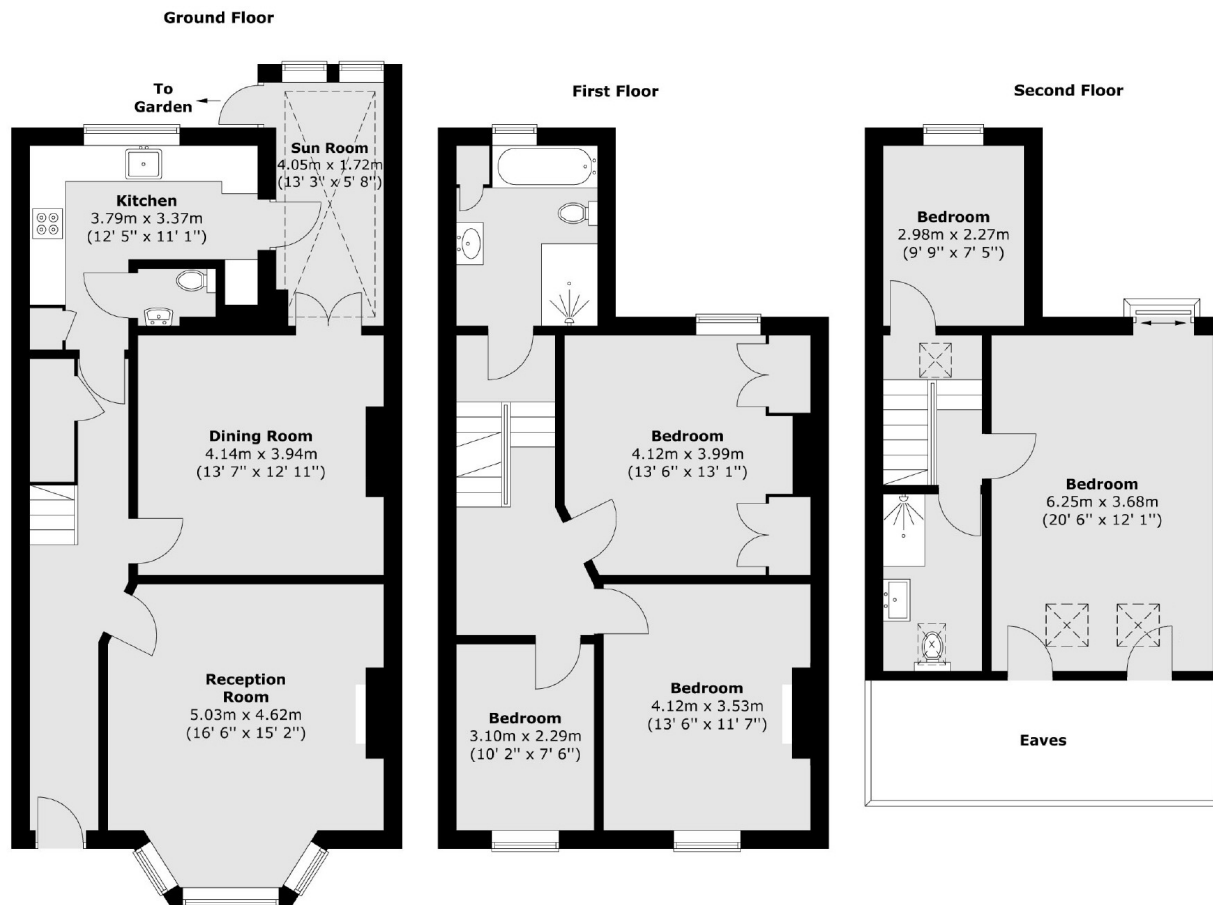 Ground Floor
To
Garden
Sun Room
4.05m x 1.72m
(13' 3" x 5' 8")
Kitchen
3.79m x 3.37m
(12' 5" x 11' 1")
Dining Room
4.14m x 3.94m
(13' 7" x 12' 11")
Reception
Room
5.03m x 4.62m
(16' 6" x 15' 2")
First Floor
Bedroom
4.12m x 3.99m
(13' 6" x 13' 1")
Bedroom
4.12m x 3.53m
(13' 6" x 11' 7")
Bedroom
3.10m x 2.29m
(10' 2" x 7' 6")
Second Floor
Bedroom
2.98m x 2.27m
(9' 9" x 7' 5")
Bedroom
6.25m x 3.68m
(20' 6" x 12' 1")
Eaves